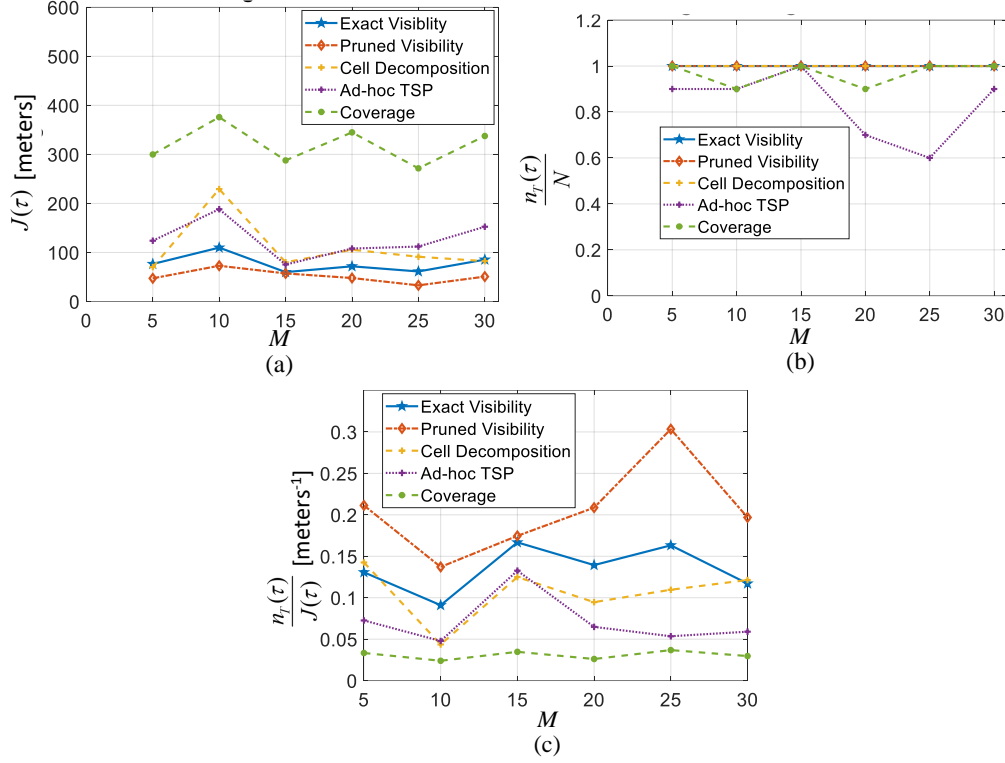 600
500
400
300
200
100
0
J(τ) [meters]
Exact Visiblity
Pruned Visibility
Cell Decomposition
Ad-hoc TSP
Coverage
0 5 10 15 20 25 30
M
(a)
1.2
1
0.8
0.6
0.4
0.2
0
n_T(τ)
N
Exact Visiblity
Pruned Visibility
Cell Decomposition
Ad-hoc TSP
Coverage
0 5 10 15 20 25 30
M
(b)
0.3
0.25
0.2
0.15
0.1
0.05
0
n_T(τ)
J(τ) [meters⁻¹]
Exact Visibility
Pruned Visibility
Cell Decomposition
Ad-hoc TSP
Coverage
5 10 15 20 25 30
M
(c)